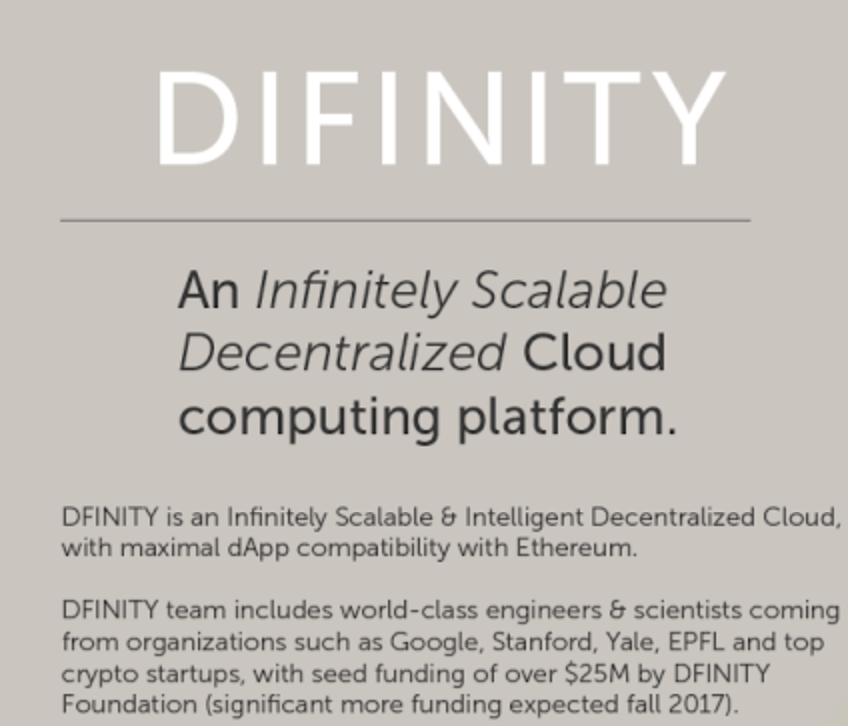 DIFINITY
An Infinitely Scalable
Decentralized Cloud
computing platform.
DFINITY is an Infinitely Scalable & Intelligent Decentralized Cloud,
with maximal dApp compatibility with Ethereum.
DFINITY team includes world-class engineers & scientists coming
from organizations such as Google, Stanford, Yale, EPFL and top
crypto startups, with seed funding of over $25M by DFINITY
Foundation (significant more funding expected fall 2017).